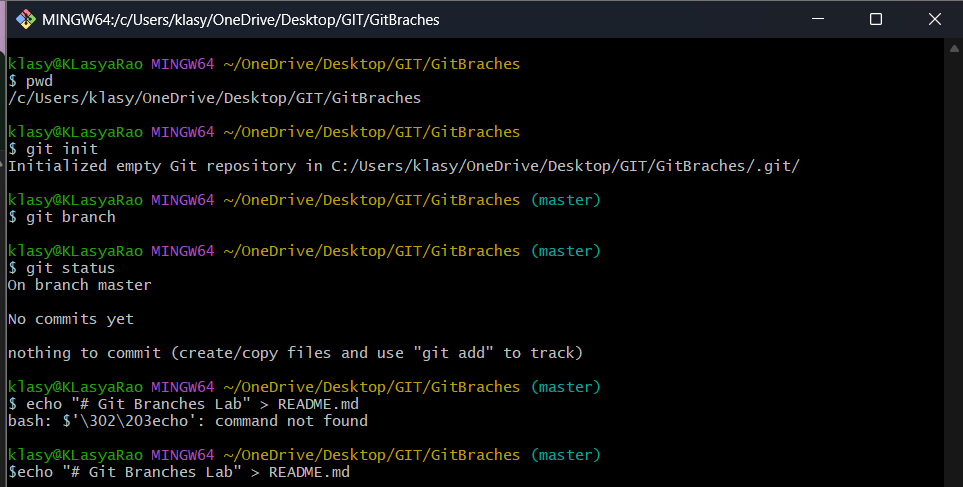 MINGW64:/c/Users/klasy/OneDrive/Desktop/GIT/GitBraches
klasy@KLasyaRao MINGW64 ~/OneDrive/Desktop/GIT/GitBraches
$ pwd
/c/Users/klasy/OneDrive/Desktop/GIT/GitBraches
klasy@KLasyaRao MINGW64 ~/OneDrive/Desktop/GIT/GitBraches
$ git init
Initialized empty Git repository in C:/Users/klasy/OneDrive/Desktop/GIT/GitBraches/.git/
klasy@KLasyaRao MINGW64 ~/OneDrive/Desktop/GIT/GitBraches (master)
$ git branch
klasy@KLasyaRao MINGW64 ~/OneDrive/Desktop/GIT/GitBraches (master)
$ git status
On branch master
No commits yet
nothing to commit (create/copy files and use "git add" to track)
klasy@KLasyaRao MINGW64 ~/OneDrive/Desktop/GIT/GitBraches (master)
$ echo "# Git Branches Lab" > README.md
bash: $'\302\203echo': command not found
klasy@KLasyaRao MINGW64 ~/OneDrive/Desktop/GIT/GitBraches (master)
$echo "# Git Branches Lab" > README.md